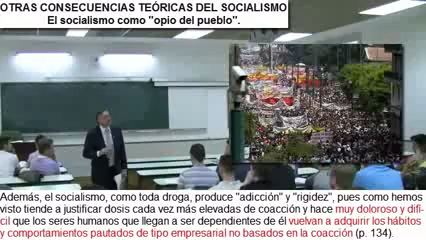 OTRAS CONSECUENCIAS TEÓRICAS DEL SOCIALISMO
El socialismo como "opio del pueblo".
Además, el socialismo, como toda droga, produce "adicción" y "rigidez", pues como hemos
visto tiende a justificar dosis cada vez más elevadas de coacción y hace muy doloroso y difí-
cil que los seres humanos que llegan a ser dependientes de él vuelvan a adquirir los hábitos
y comportamientos pautados de tipo empresarial no basados en la coacción (p. 134).